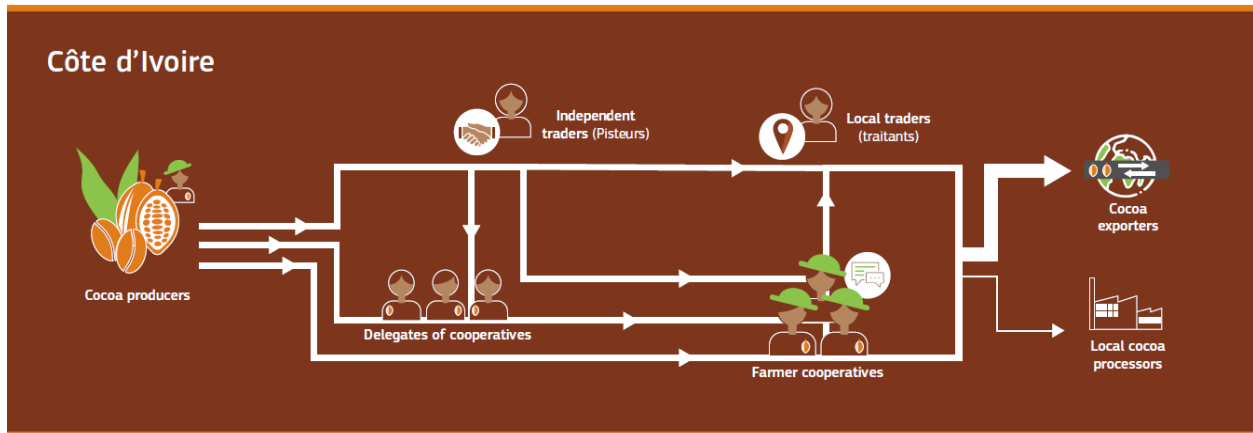 Côte d'Ivoire
Independent
traders (Pisteurs)
Local traders
(traitants)
Cocoa
exporters
Cocoa producers
Delegates of cooperatives
Farmer cooperatives
Local cocoa
processors